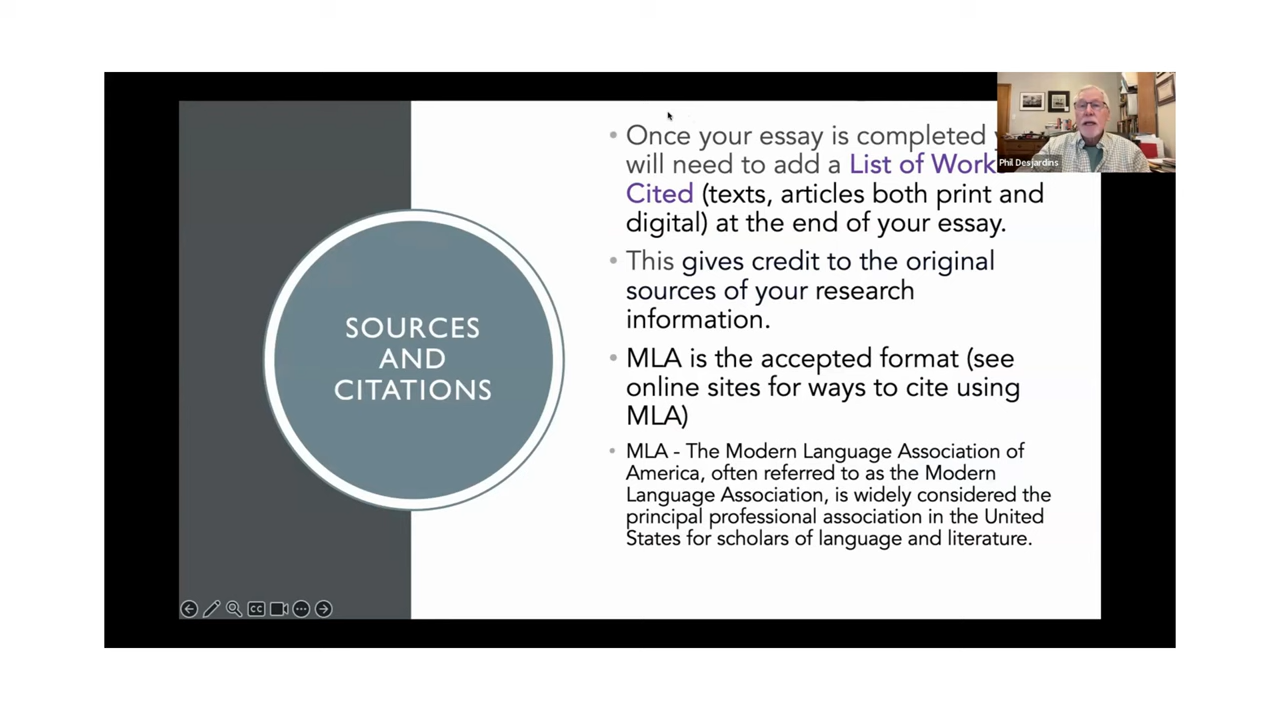 SOURCES
AND
CITATIONS
• Once your essay is completed
will need to add a List of Work
Cited (texts, articles both print and
digital) at the end of your essay.
• This gives credit to the original
sources of your research
information.
• MLA is the accepted format (see
online sites for ways to cite using
MLA)
• MLA - The Modern Language Association of
America, often referred to as the Modern
Language Association, is widely considered the
principal professional association in the United
States for scholars of language and literature.
Phil Desjardins
CC